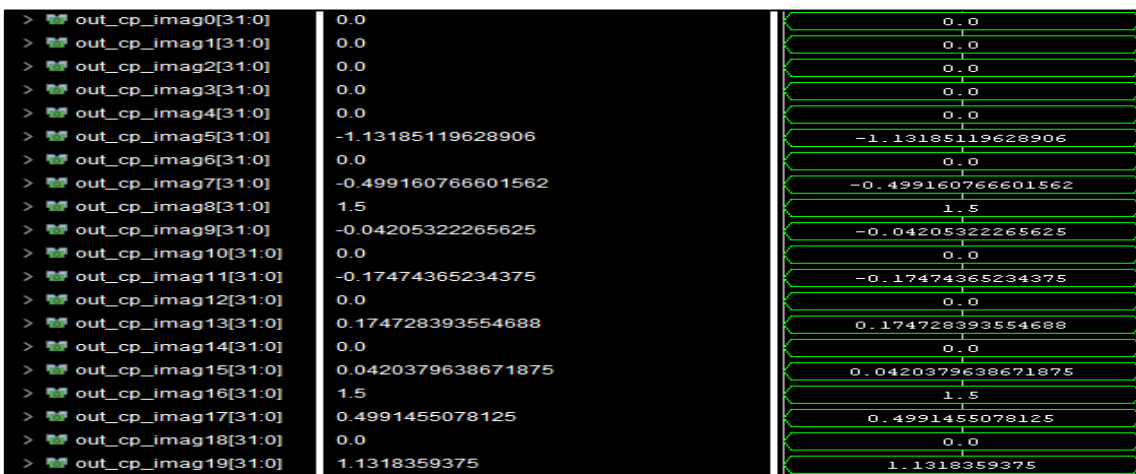 > out_cp_imag0[31:0] 0.0 0.0
> out_cp_imag1[31:0] 0.0 0.0
> out_cp_imag2[31:0] 0.0 0.0
> out_cp_imag3[31:0] 0.0 0.0
> out_cp_imag4[31:0] 0.0 0.0
> out_cp_imag5[31:0] -1.13185119628906 -1.13185119628906
> out_cp_imag6[31:0] 0.0 0.0
> out_cp_imag7[31:0] -0.499160766601562 -0.499160766601562
> out_cp_imag8[31:0] 1.5 1.5
> out_cp_imag9[31:0] -0.04205322265625 -0.04205322265625
> out_cp_imag10[31:0] 0.0 0.0
> out_cp_imag11[31:0] -0.17474365234375 -0.17474365234375
> out_cp_imag12[31:0] 0.0 0.0
> out_cp_imag13[31:0] 0.174728393554688 0.174728393554688
> out_cp_imag14[31:0] 0.0 0.0
> out_cp_imag15[31:0] 0.0420379638671875 0.0420379638671875
> out_cp_imag16[31:0] 1.5 1.5
> out_cp_imag17[31:0] 0.4991455078125 0.4991455078125
> out_cp_imag18[31:0] 0.0 0.0
> out_cp_imag19[31:0] 1.1318359375 1.1318359375